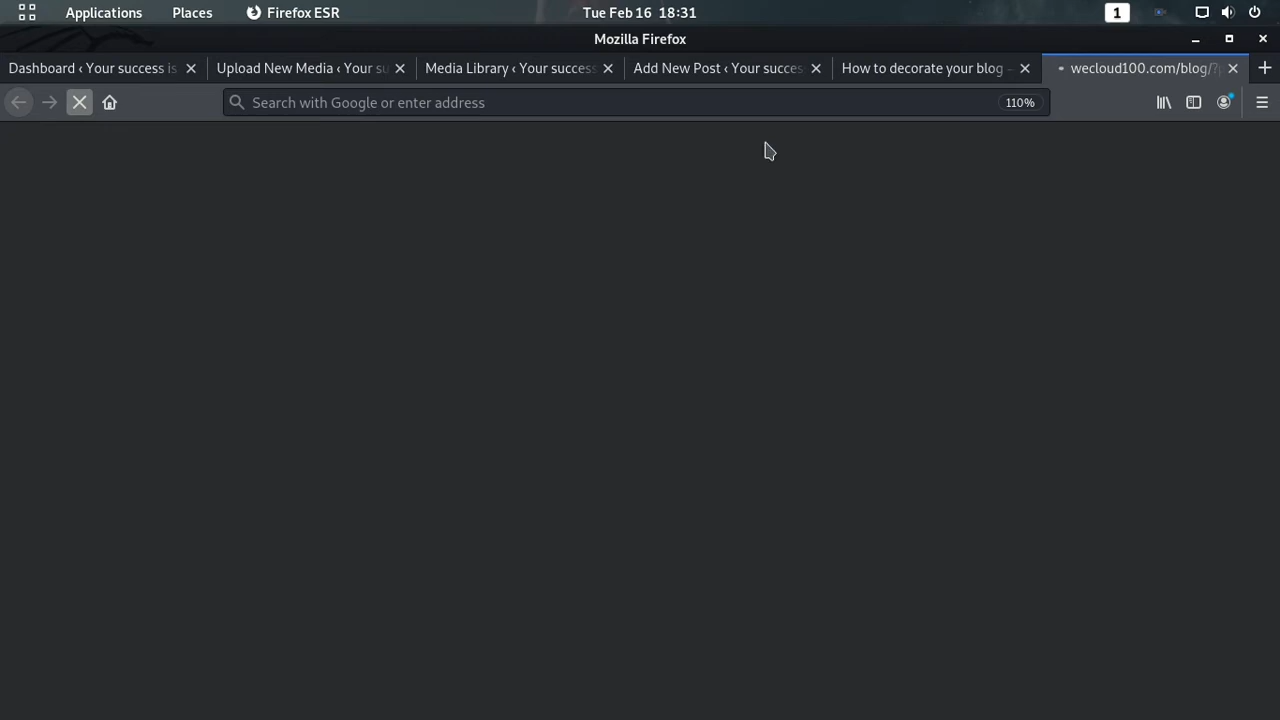 Applications Places Firefox ESR Tue Feb 16 18:31 1
Mozilla Firefox
Dashboard ‹ Your success is Upload New Media ‹ Your su Media Library ‹ Your success Add New Post ‹ Your succes How to decorate your blog – wecloud100.com/blog/?
Search with Google or enter address 110%